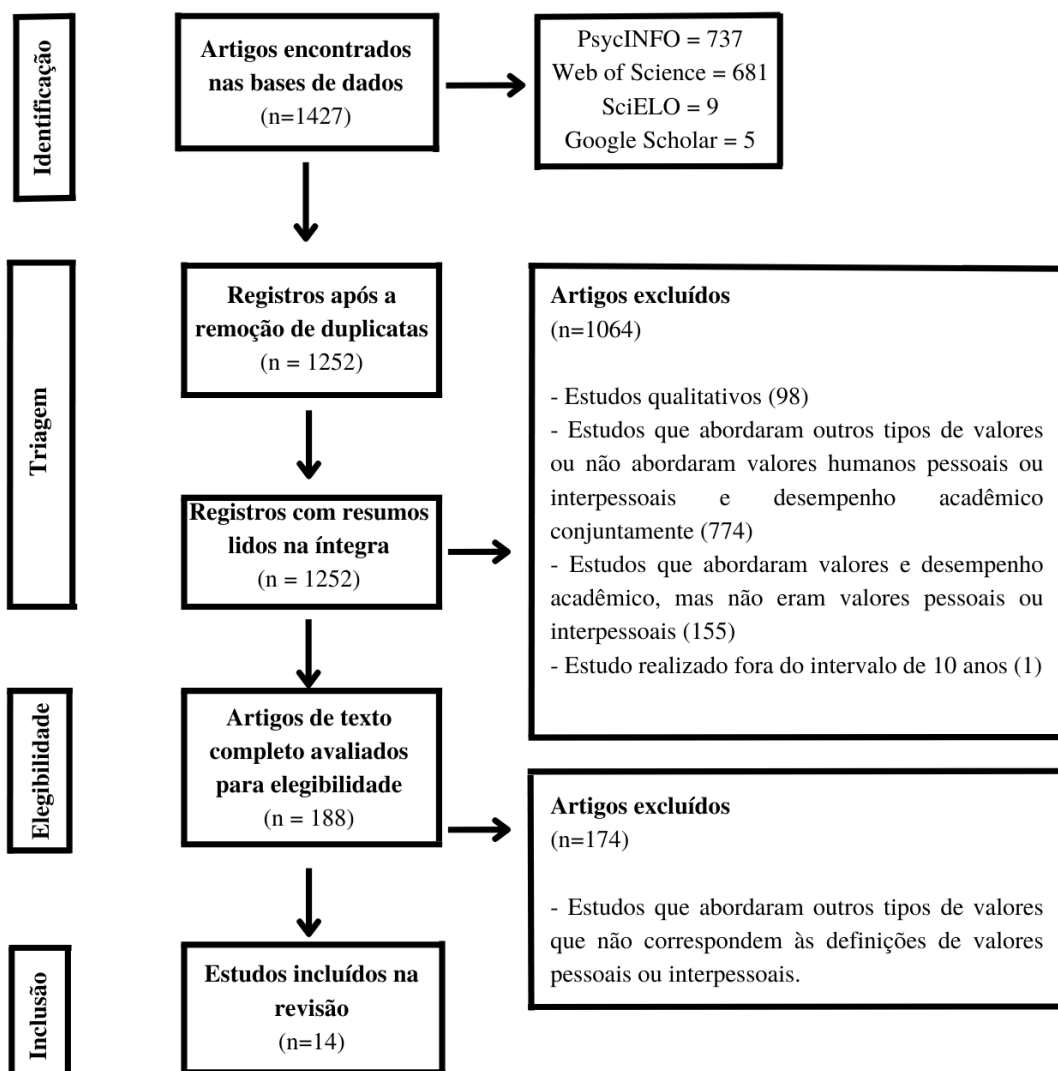 Identificação
Artigos encontrados
nas bases de dados
(n=1427)
PsycINFO = 737
Web of Science = 681
SciELO = 9
Google Scholar = 5
Triagem
Registros após a
remoção de duplicatas
(n = 1252)
Registros com resumos
lidos na íntegra
(n = 1252)
Artigos excluídos
(n=1064)
- Estudos qualitativos (98)
- Estudos que abordaram outros tipos de valores
ou não abordaram valores humanos pessoais ou
interpessoais e desempenho acadêmico
conjuntamente (774)
- Estudos que abordaram valores e desempenho
acadêmico, mas não eram valores pessoais ou
interpessoais (155)
- Estudo realizado fora do intervalo de 10 anos (1)
Elegibilidade
Artigos de texto
completo avaliados
para elegibilidade
(n = 188)
Artigos excluídos
(n=174)
- Estudos que abordaram outros tipos de valores
que não correspondem às definições de valores
pessoais ou interpessoais.
Inclusão
Estudos incluídos na
revisão
(n=14)